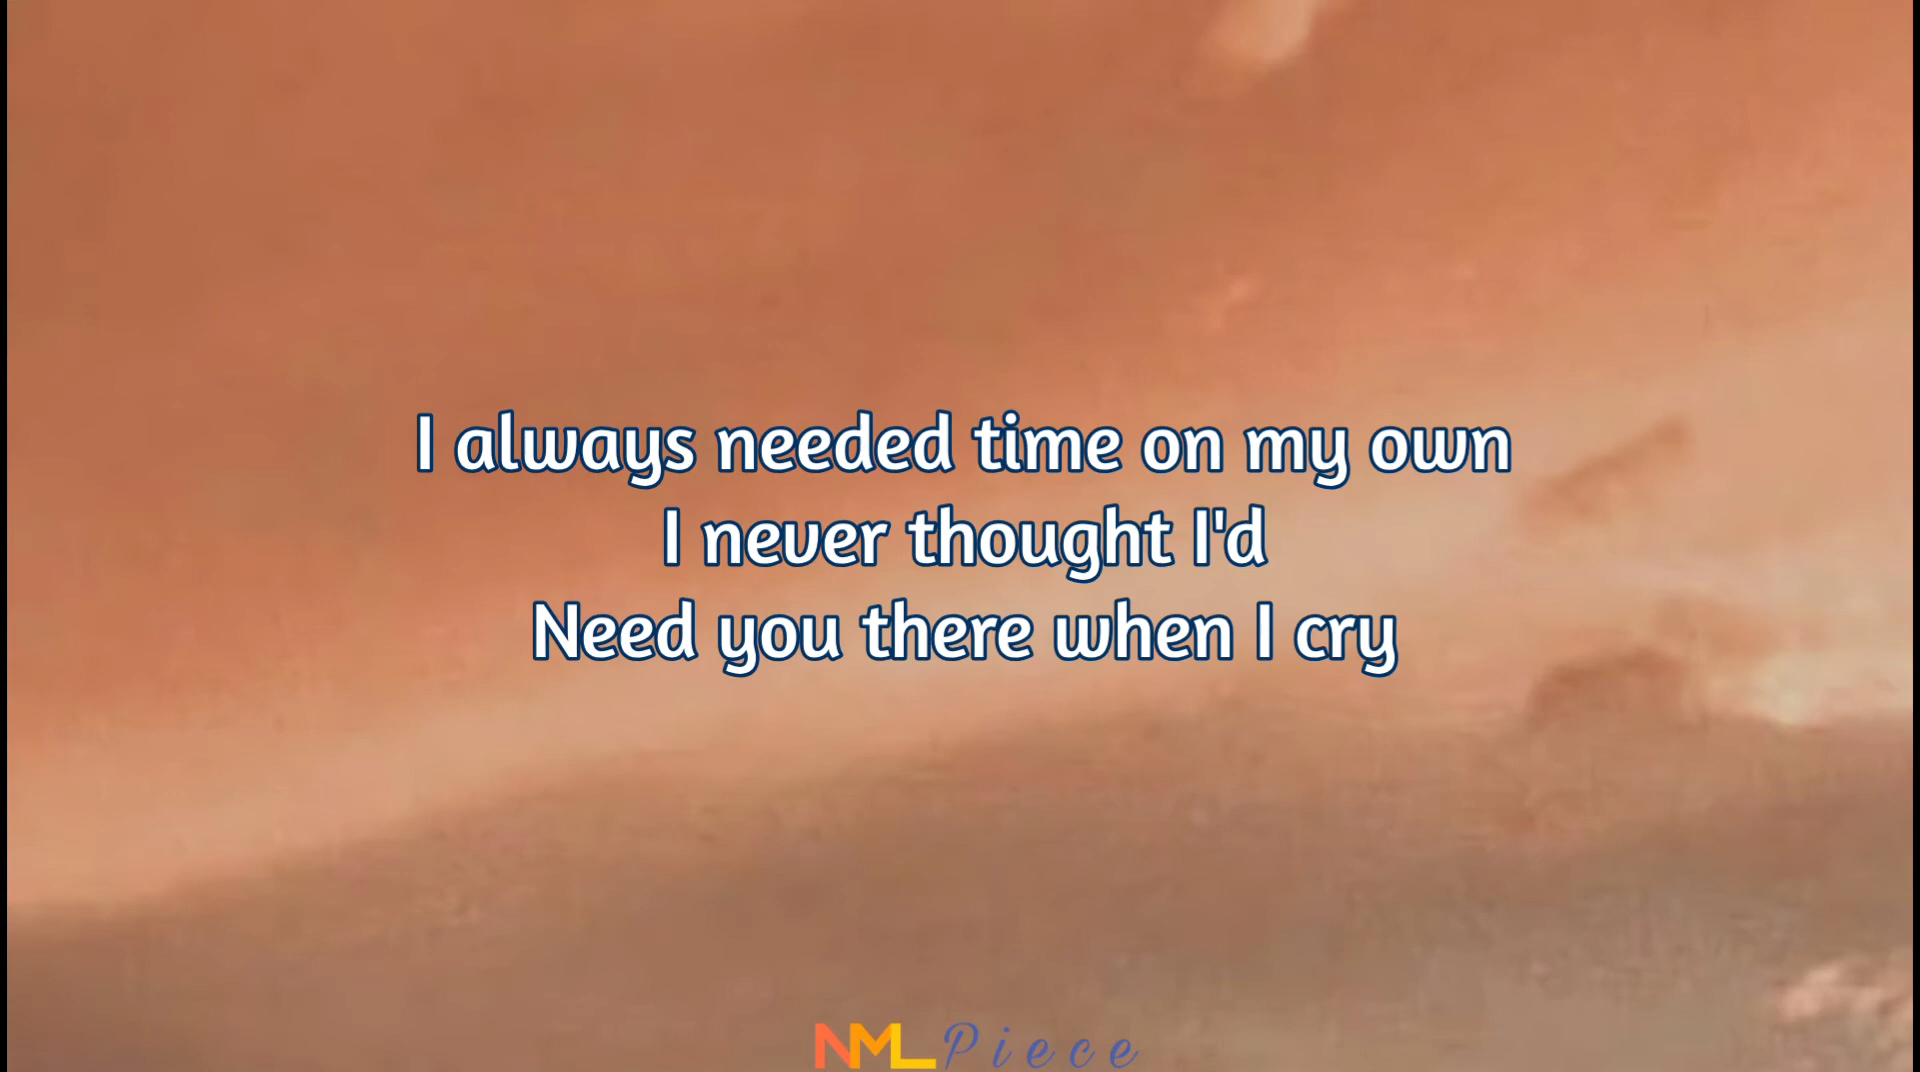 I always needed time on my own
I never thought I'd
Need you there when I cry
NML Piece